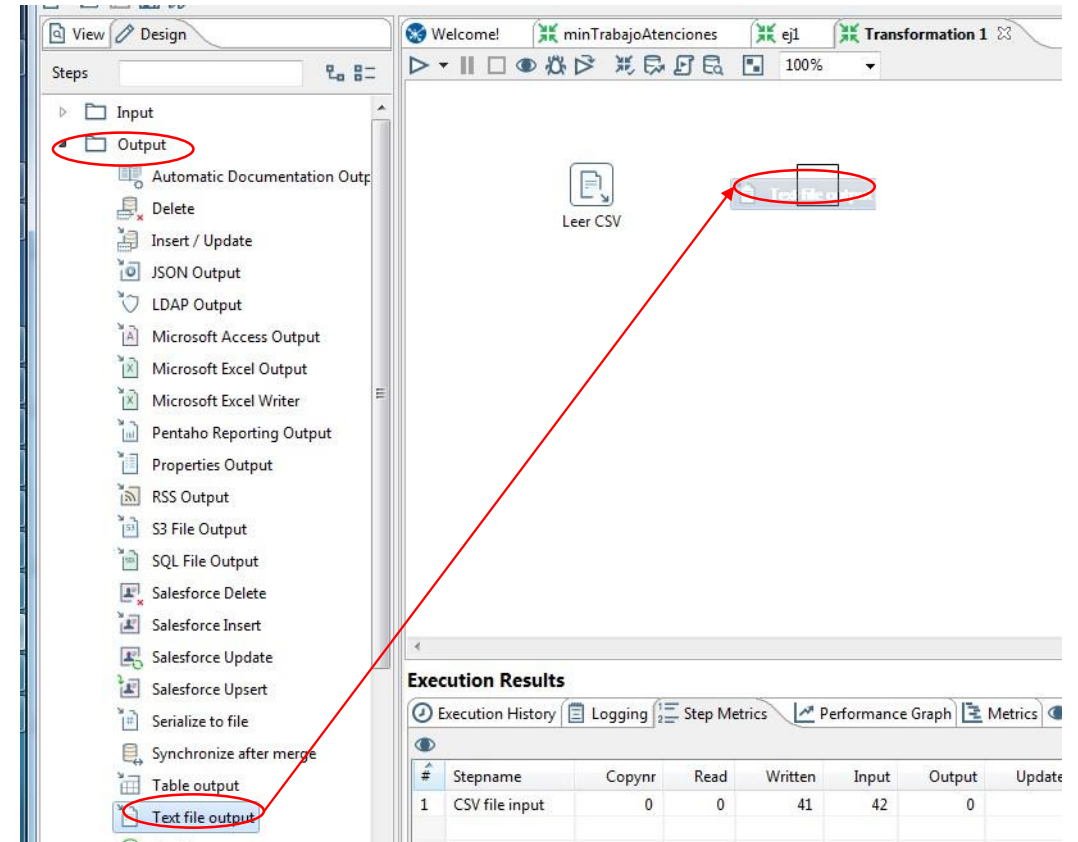 View Design
Welcome! minTrabajoAtenciones ej1 Transformation 1
Steps
100%
Input
Output
Automatic Documentation Outp
Delete
Insert / Update
JSON Output
LDAP Output
Microsoft Access Output
Microsoft Excel Output
Microsoft Excel Writer
Pentaho Reporting Output
Properties Output
RSS Output
S3 File Output
SQL File Output
Salesforce Delete
Salesforce Insert
Salesforce Update
Salesforce Upsert
Serialize to file
Synchronize after merge
Table output
Text file output
Leer CSV
Text file output
Execution Results
Execution History Logging Step Metrics Performance Graph Metrics
# Stepname Copynr Read Written Input Output Update
1 CSV file input 0 0 41 42 0